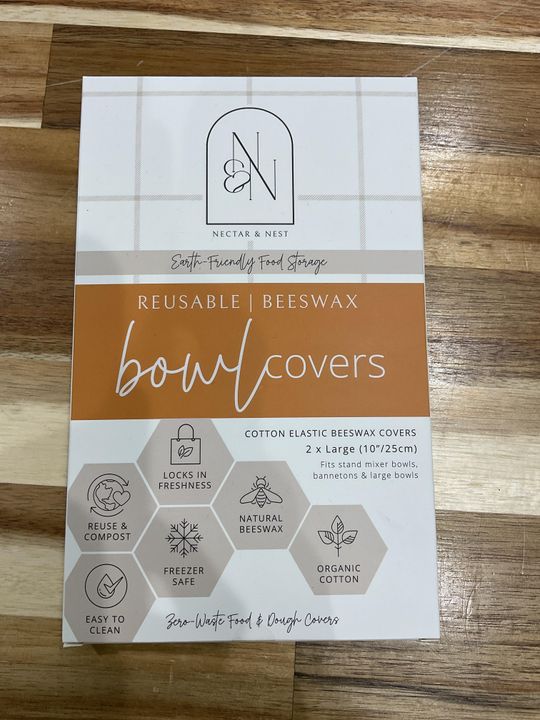 N&N
NECTAR & NEST
Earth-Friendly Food Storage
REUSABLE | BEESWAX
bowl covers
COTTON ELASTIC BEESWAX COVERS
2 x Large (10"/25cm)
Fits stand mixer bowls,
bannetons & large bowls
LOCKS IN
FRESHNESS
REUSE &
COMPOST
NATURAL
BEESWAX
FREEZER
SAFE
ORGANIC
COTTON
EASY TO
CLEAN
Zero-Waste Food & Dough Covers